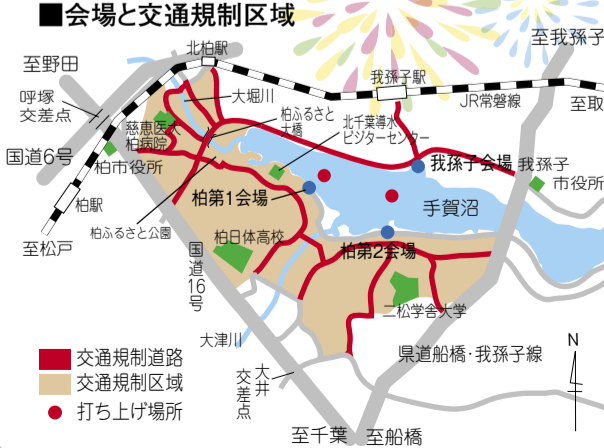 ■会場と交通規制区域
至野田
北柏駅
至我孫子
我孫子駅
JR常磐線
至取
呼塚
交差点
大堀川
慈恵医大
柏病院
柏ふるさと
大橋
北千葉導水
ビジターセンター
国道6号
柏市役所
我孫子会場
我孫子
市役所
柏駅
柏第1会場
手賀沼
柏ふるさと公園
至松戸
国道16号
柏日体高校
柏第2会場
二松学舎大学
大津川
大井
交差点
県道船橋・我孫子線
N
交通規制道路
交通規制区域
打ち上げ場所
至千葉
至船橋